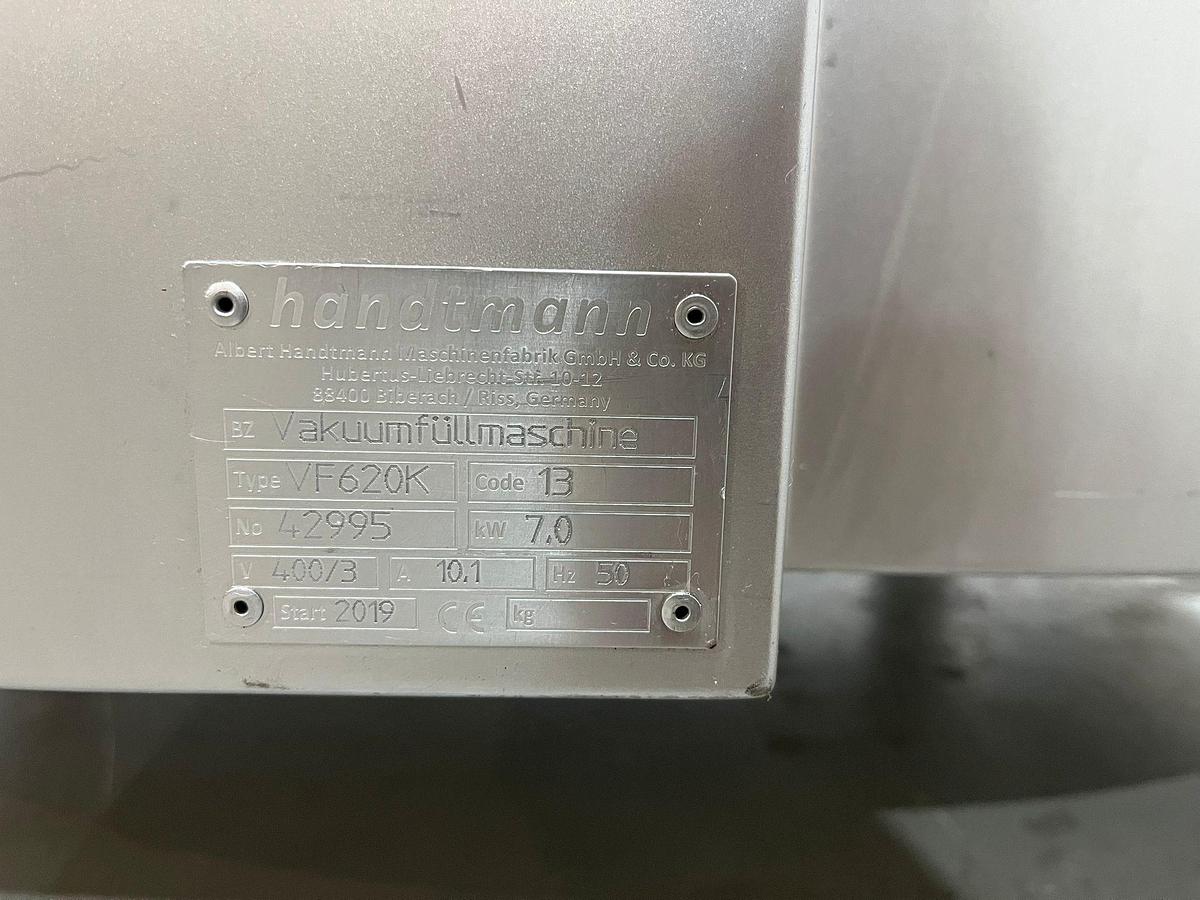 handtmann
Albert Handtmann Maschinenfabrik GmbH & Co. KG
Hubertus-Liebrecht-Str. 10-12
88400 Biberach / Riss, Germany
BZ Vakuumfüllmaschine
Type VF620K Code 13
No 42995 kW 7.0
V 400/3 A 10.1 Hz 50
Start 2019 CE kg